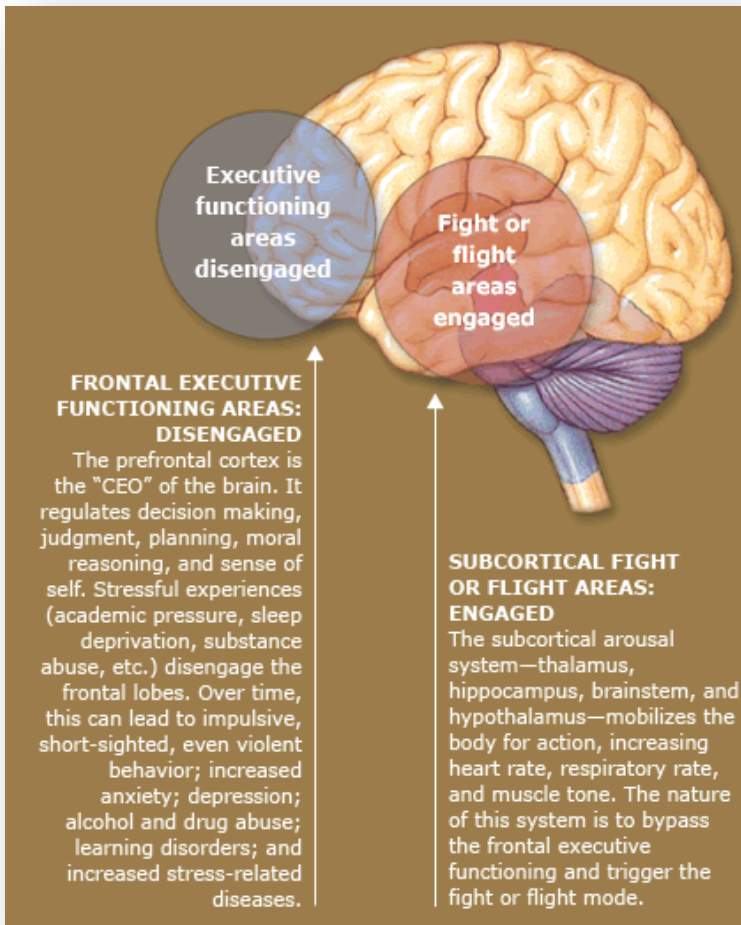 Executive
functioning
areas
disengaged
Fight or
flight
areas
engaged
FRONTAL EXECUTIVE
FUNCTIONING AREAS:
DISENGAGED
The prefrontal cortex is
the “CEO” of the brain. It
regulates decision making,
judgment, planning, moral
reasoning, and sense of
self. Stressful experiences
(academic pressure, sleep
deprivation, substance
abuse, etc.) disengage the
frontal lobes. Over time,
this can lead to impulsive,
short-sighted, even violent
behavior; increased
anxiety; depression;
alcohol and drug abuse;
learning disorders; and
increased stress-related
diseases.
SUBCORTICAL FIGHT
OR FLIGHT AREAS:
ENGAGED
The subcortical arousal
system—thalamus,
hippocampus, brainstem, and
hypothalamus—mobilizes the
body for action, increasing
heart rate, respiratory rate,
and muscle tone. The nature
of this system is to bypass
the frontal executive
functioning and trigger the
fight or flight mode.